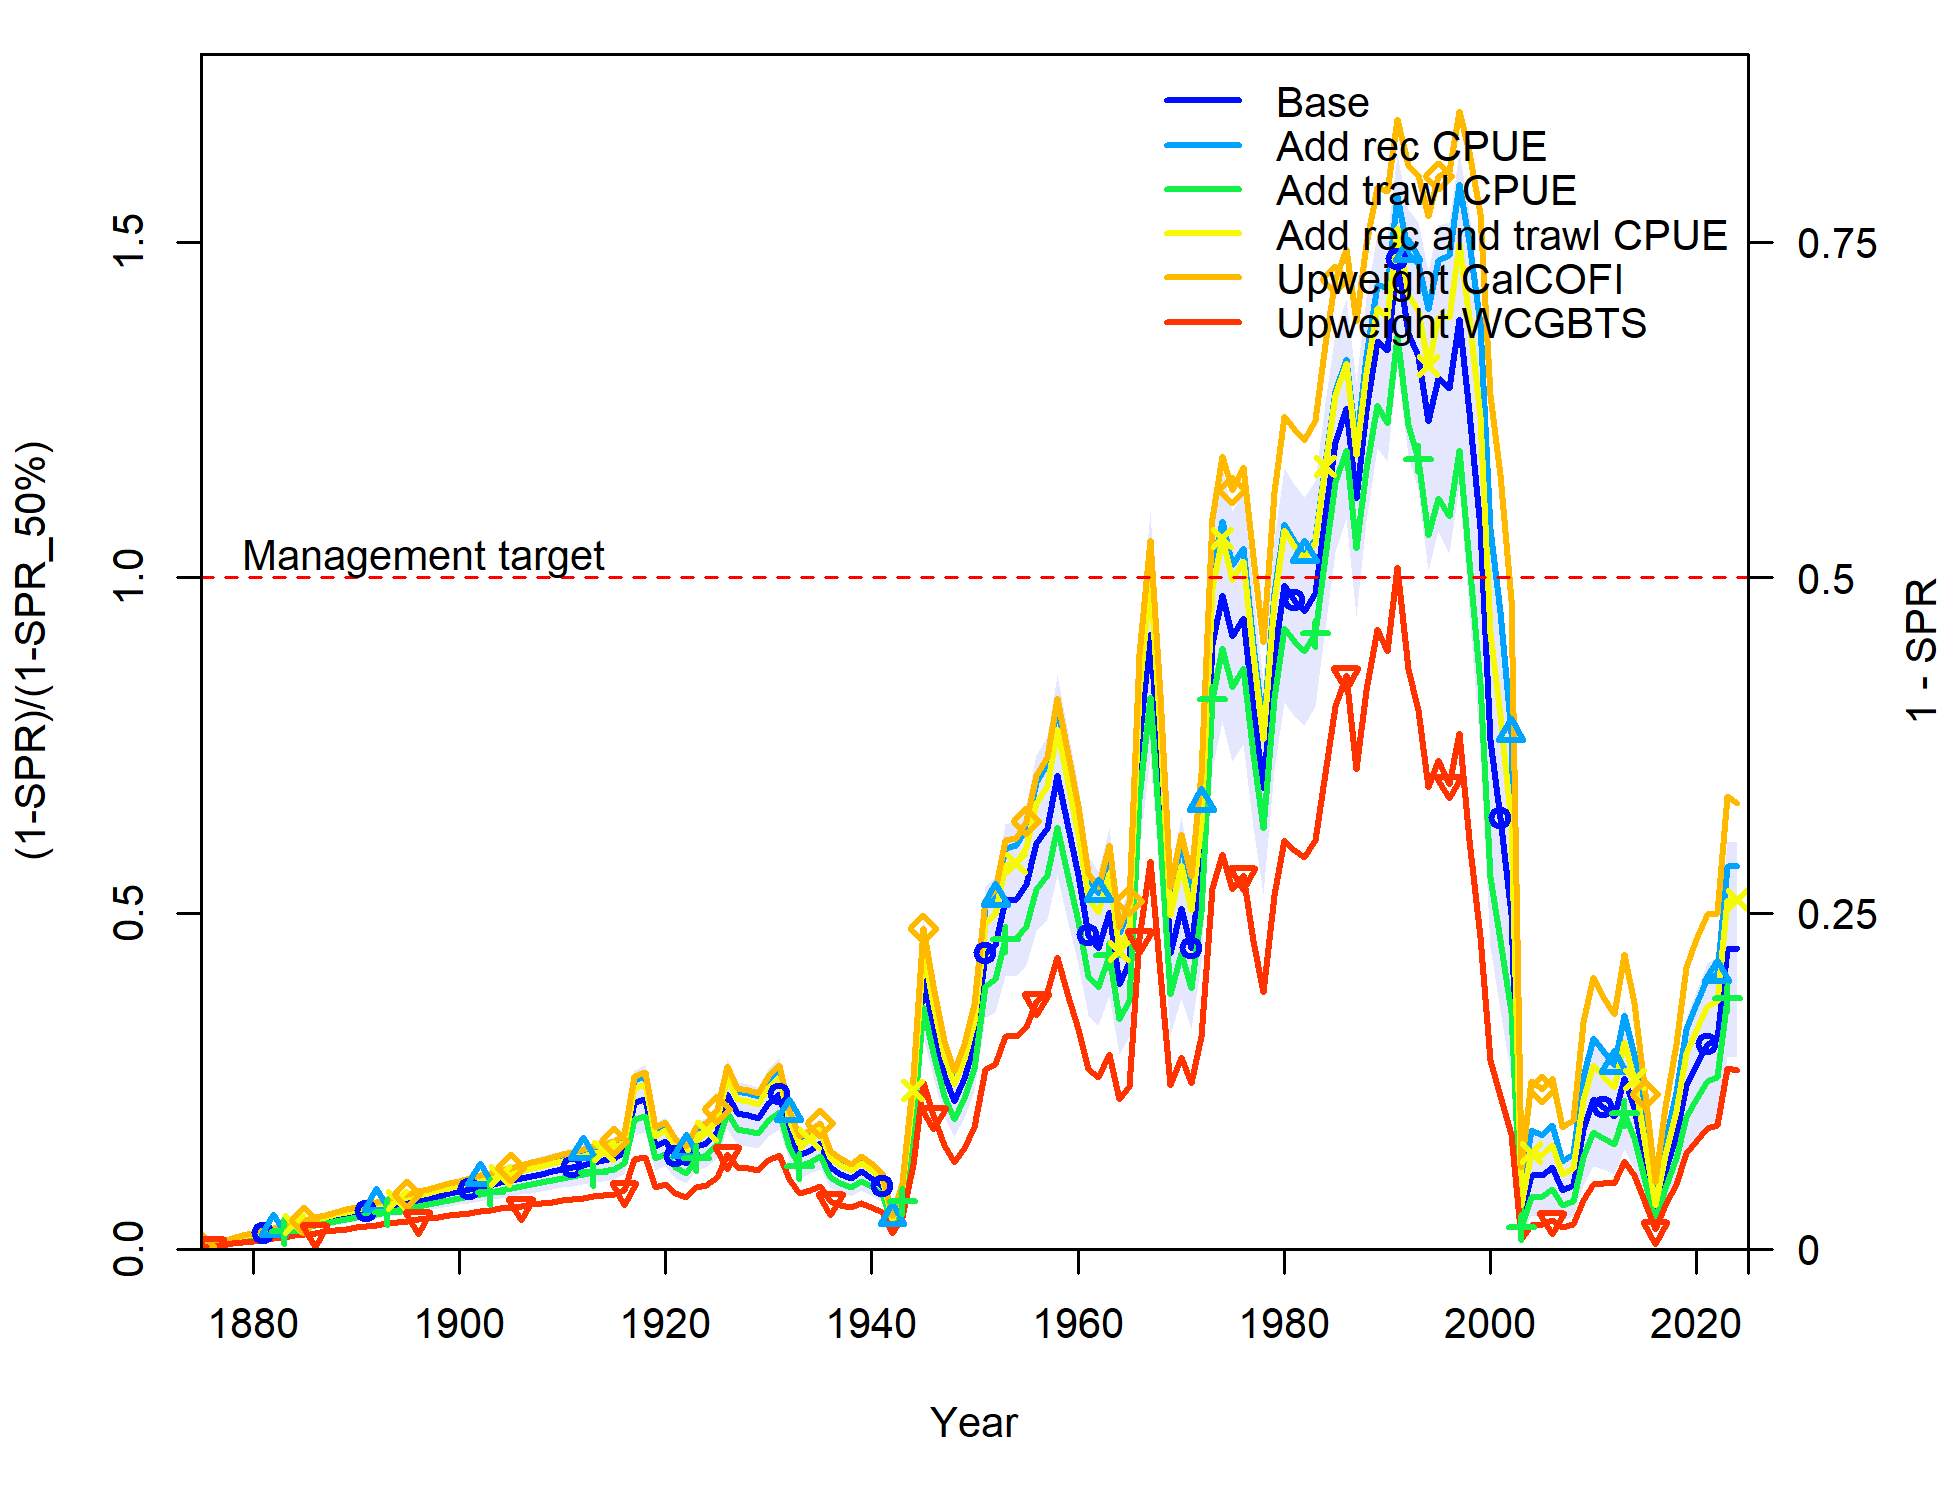 Base
Add rec CPUE
Add trawl CPUE
Add rec and trawl CPUE
Upweight CalCOFI
Upweight WCGBTS
Management target
(1-SPR)/(1-SPR_50%)
0.0
0.5
1.0
1.5
1 - SPR
0
0.25
0.5
0.75
1880
1900
1920
1940
1960
1980
2000
2020
Year